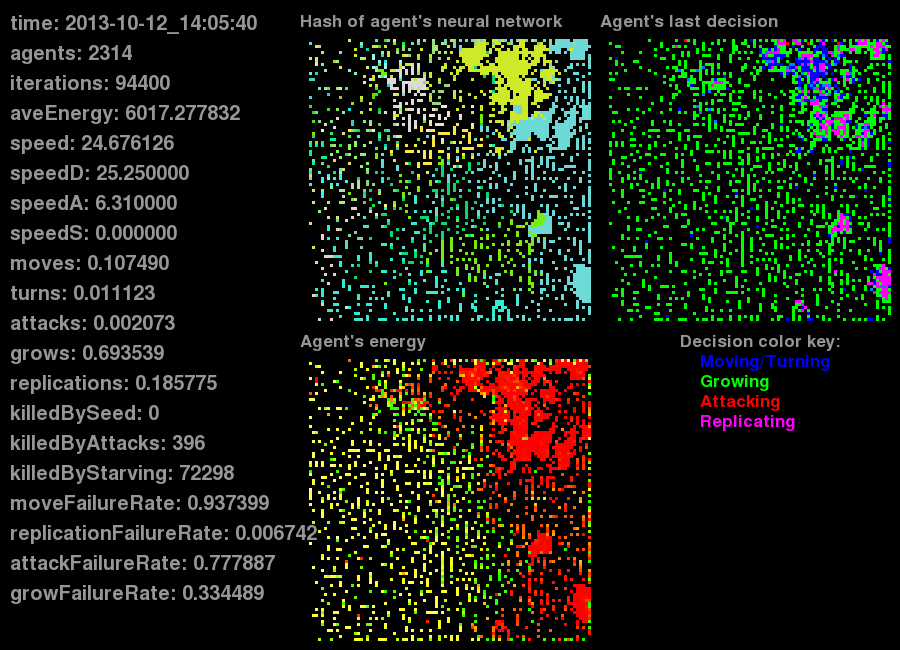 time: 2013-10-12_14:05:40
agents: 2314
iterations: 94400
aveEnergy: 6017.277832
speed: 24.676126
speedD: 25.250000
speedA: 6.310000
speedS: 0.000000
moves: 0.107490
turns: 0.011123
attacks: 0.002073
grows: 0.693539
replications: 0.185775
killedBySeed: 0
killedByAttacks: 396
killedByStarving: 72298
moveFailureRate: 0.937399
replicationFailureRate: 0.006742
attackFailureRate: 0.777887
growFailureRate: 0.334489
Hash of agent's neural network
Agent's last decision
Agent's energy
Decision color key:
Moving/Turning
Growing
Attacking
Replicating